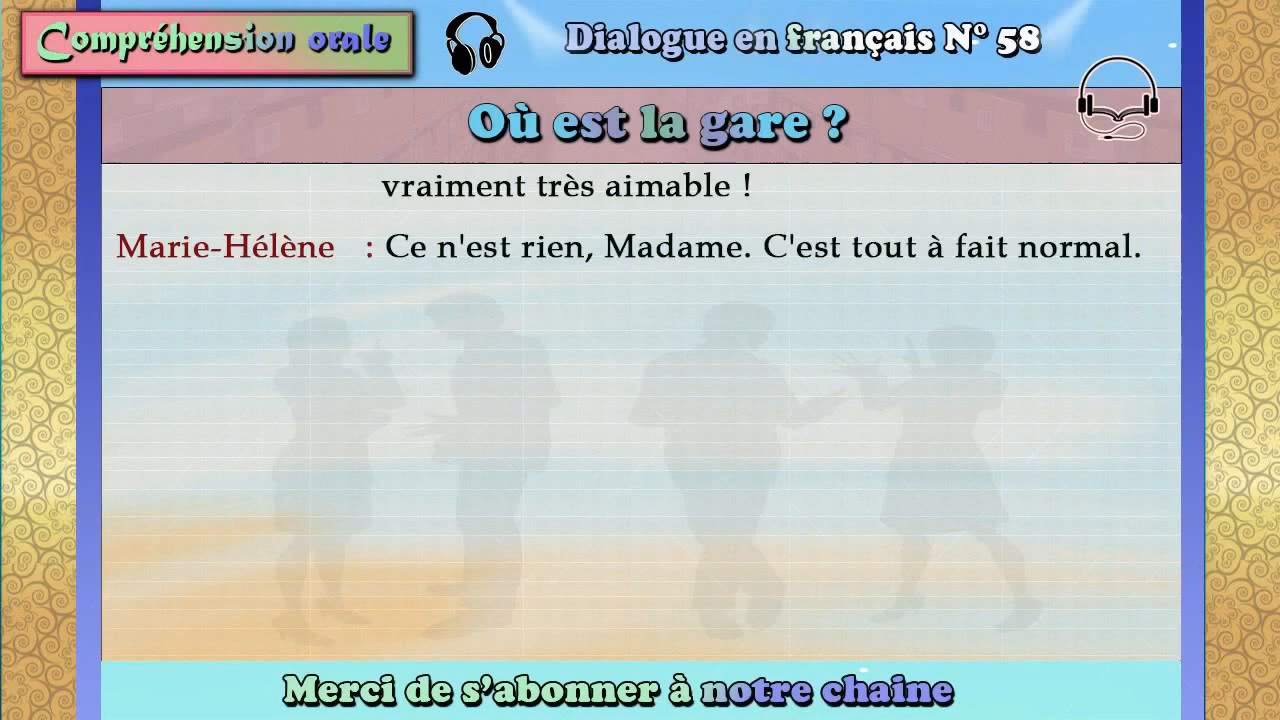 Compréhension orale
Dialogue en français N° 58
Où est la gare ?
vraiment très aimable !
Marie-Hélène : Ce n'est rien, Madame. C'est tout à fait normal.
Merci de s'abonner à notre chaine